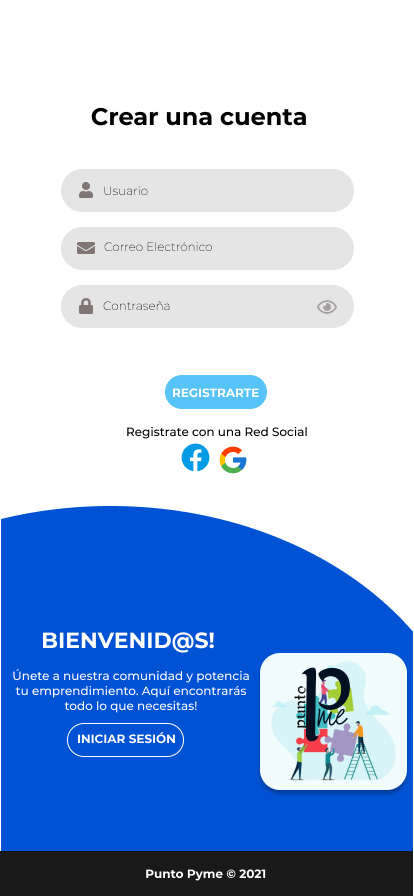 Crear una cuenta
Usuario
Correo Electrónico
Contraseña
REGISTRARTE
Registrate con una Red Social
BIENVENID@S!
Únete a nuestra comunidad y potencia
tu emprendimiento. Aquí encontrarás
todo lo que necesitas!
INICIAR SESIÓN
punto
pyme
Punto Pyme © 2021